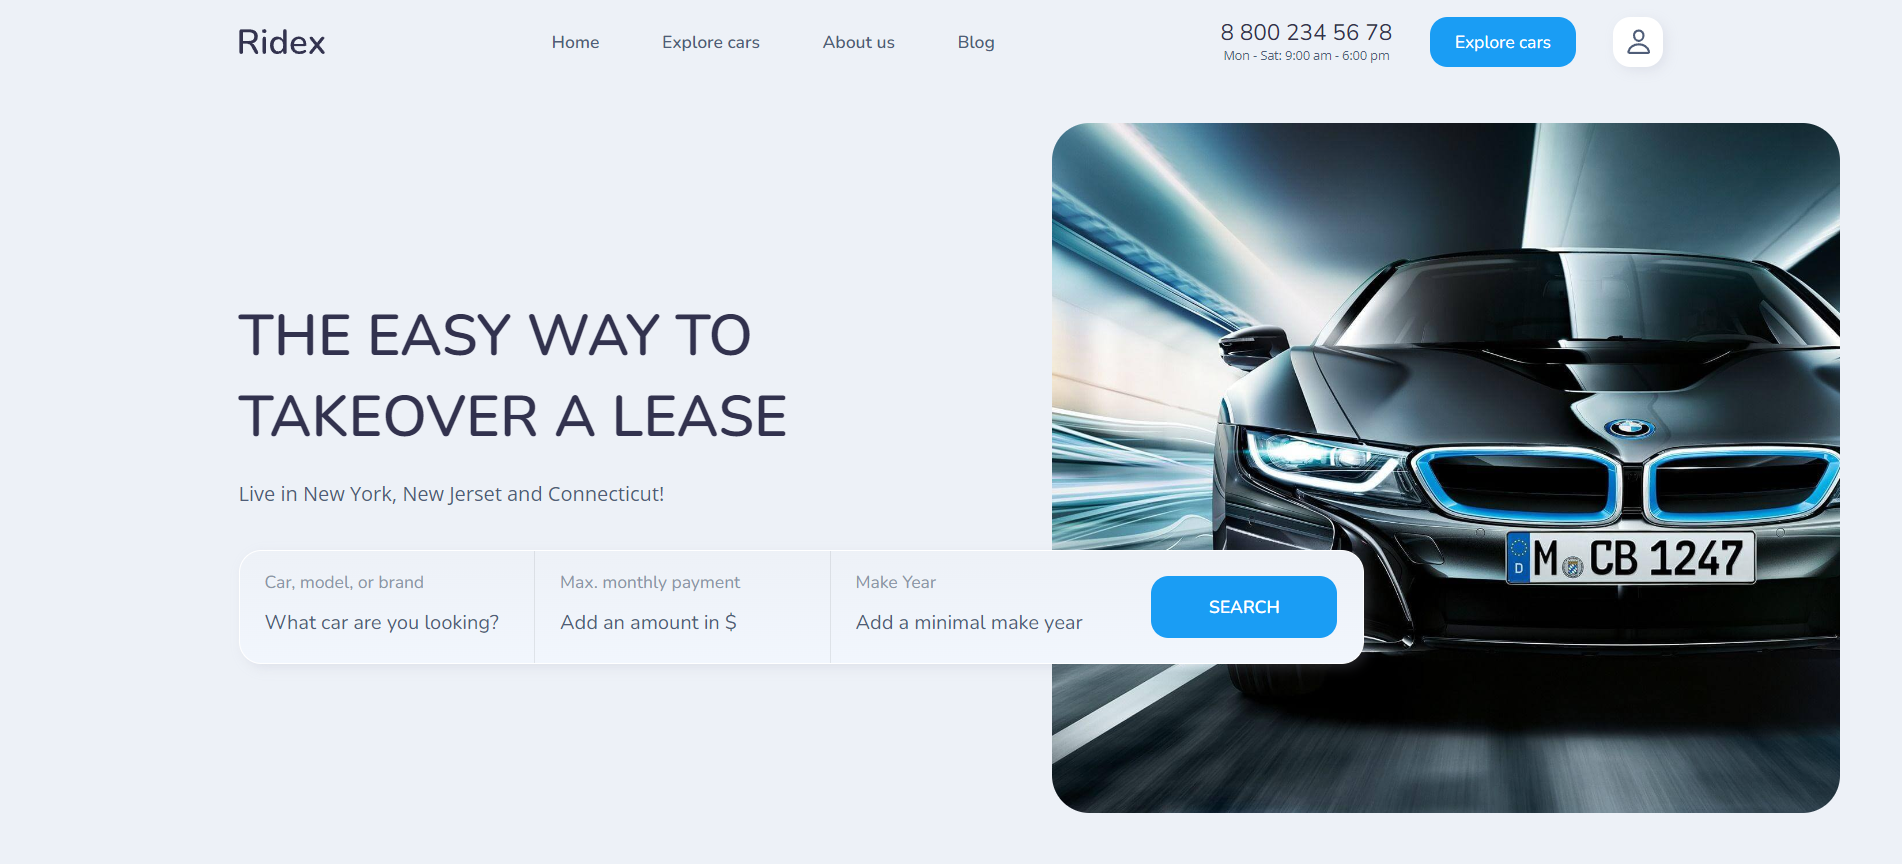 Ridex
Home Explore cars About us Blog
8 800 234 56 78
Mon - Sat: 9:00 am - 6:00 pm
Explore cars
THE EASY WAY TO
TAKEOVER A LEASE
Live in New York, New Jerset and Connecticut!
Car, model, or brand
What car are you looking?
Max. monthly payment
Add an amount in $
Make Year
Add a minimal make year
SEARCH
D
M CB 1247